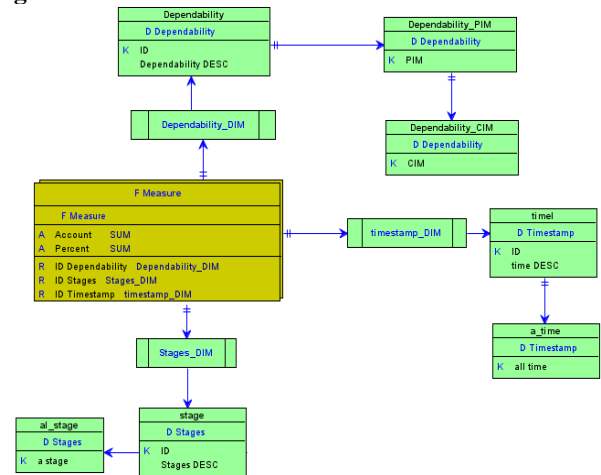 Dependability
D Dependability
K ID
Dependability DESC
Dependability_PIM
D Dependability
K PIM
Dependability_DIM
Dependability_CIM
D Dependability
K CIM
F Measure
F Measure
A Account SUM
A Percent SUM
R ID Dependability Dependability_DIM
R ID Stages Stages_DIM
R ID Timestamp timestamp_DIM
timestamp_DIM
timel
D Timestamp
K ID
time DESC
a_time
D Timestamp
K all time
Stages_DIM
stage
D Stages
K ID
Stages DESC
al_stage
D Stages
K a stage